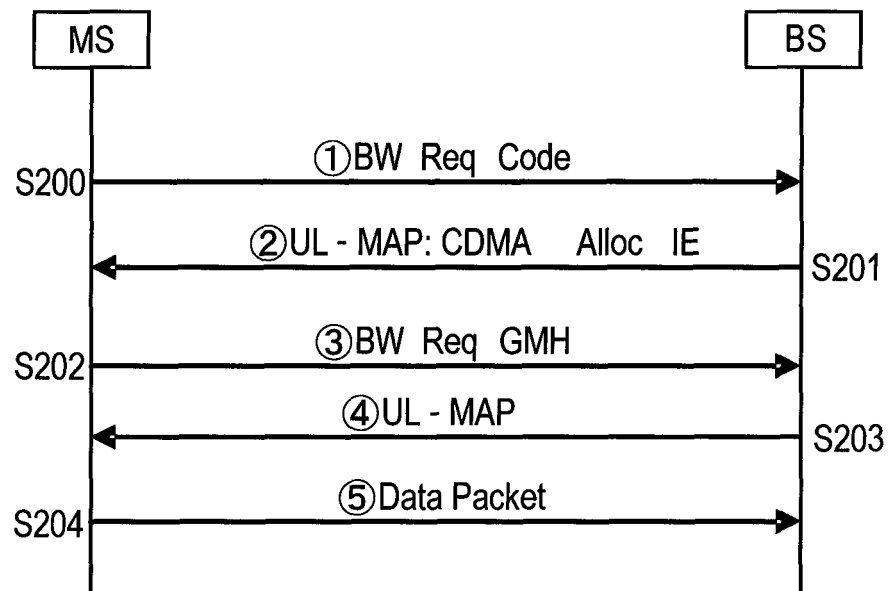 MS
BS
①BW Req Code
S200
②UL - MAP: CDMA Alloc IE
S201
③BW Req GMH
S202
④UL - MAP
S203
⑤Data Packet
S204